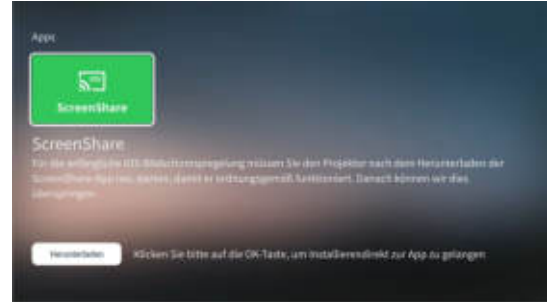 Apps
ScreenShare
ScreenShare
Für die anfängliche iOS-Bildschirmspiegelung müssen Sie den Projektor nach dem Herunterladen der
ScreenShare-App neu starten, damit er ordnungsgemäß funktioniert. Danach können wir dies
überspringen.
Herunterladen
Klicken Sie bitte auf die OK-Taste, um Installierendirekt zur App zu gelangen